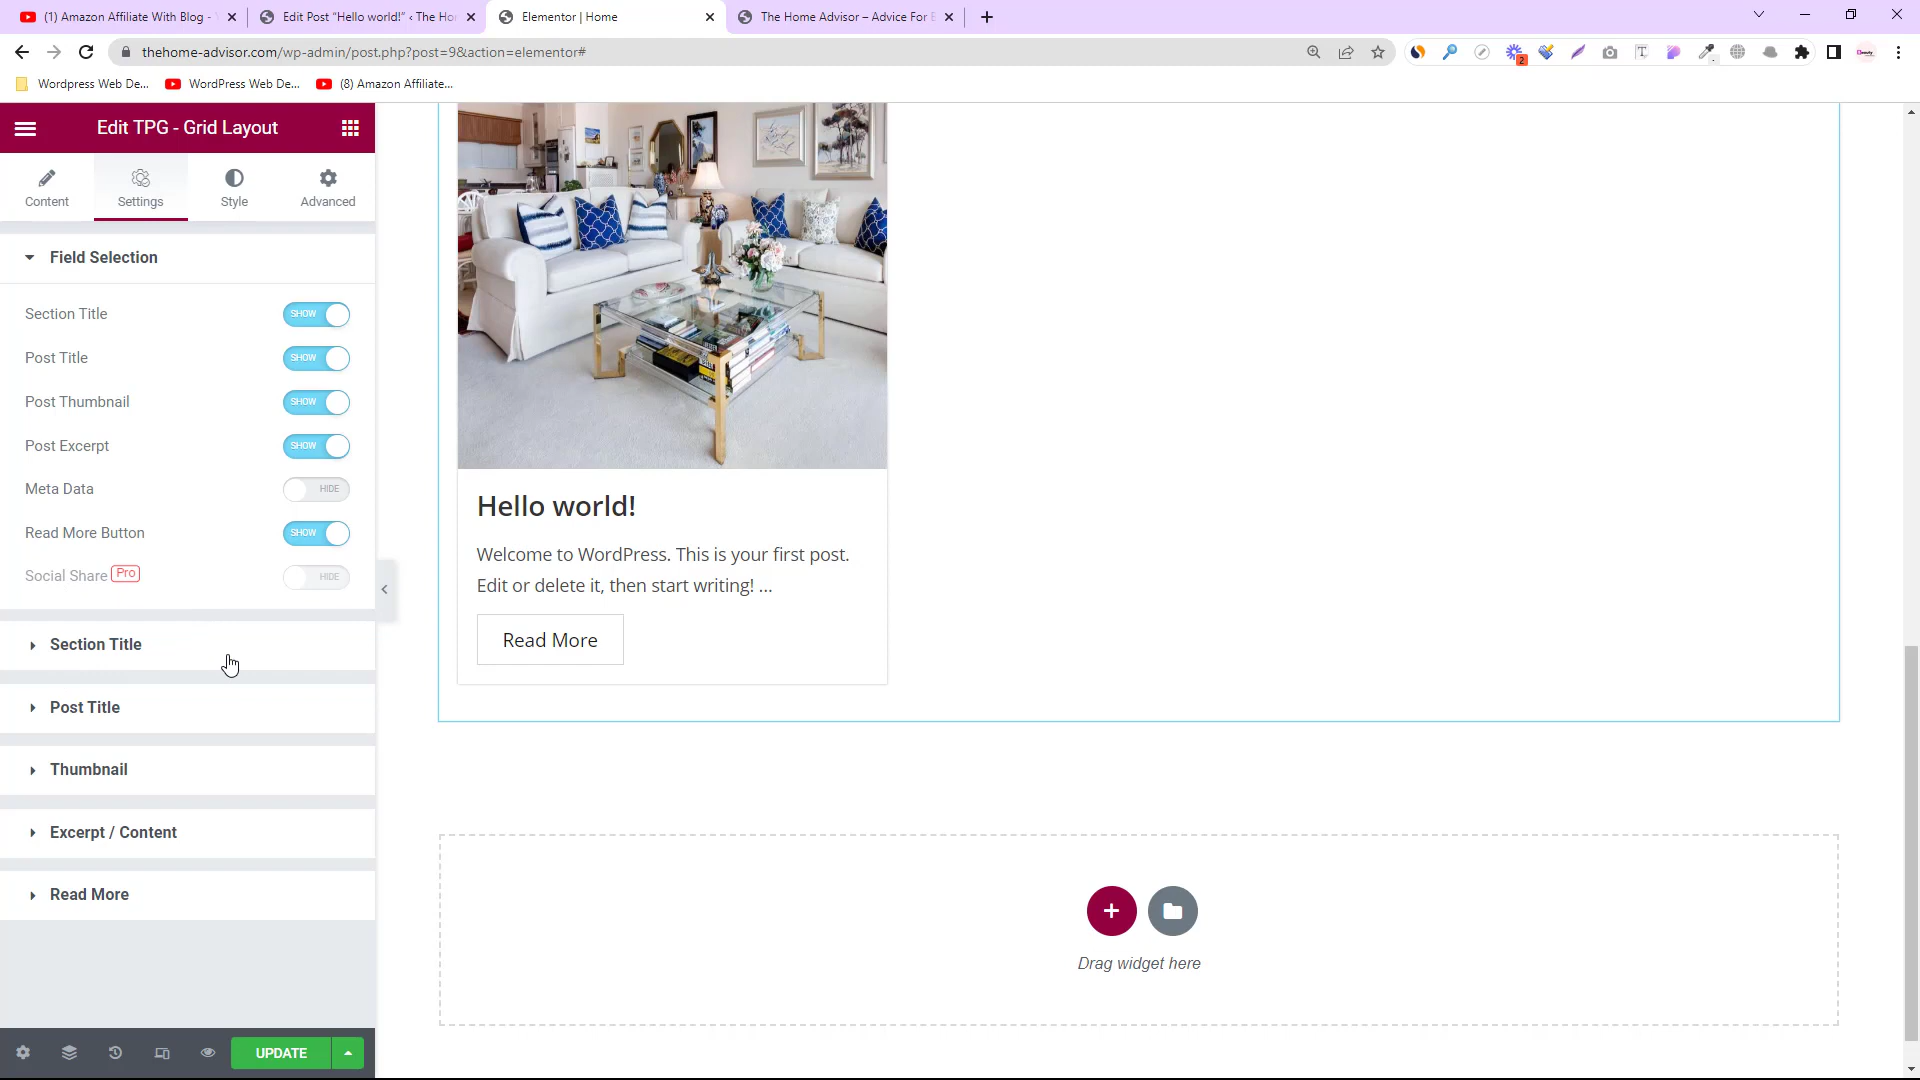 (1) Amazon Affiliate With Blog -
Edit Post "Hello world!" ‹ The Ho
Elementor | Home
The Home Advisor – Advice For E
thehome-advisor.com/wp-admin/post.php?post=9&action=elementor#
2
Wordpress Web De...
WordPress Web De...
(8) Amazon Affiliate...
Edit TPG - Grid Layout
Content
Settings
Style
Advanced
Field Selection
Section Title
SHOW
Post Title
SHOW
Post Thumbnail
SHOW
Post Excerpt
SHOW
Meta Data
HIDE
Read More Button
SHOW
Social Share Pro
HIDE
Section Title
Post Title
Thumbnail
Excerpt / Content
Read More
UPDATE
Hello world!
Welcome to WordPress. This is your first post.
Edit or delete it, then start writing! ...
Read More
Drag widget here